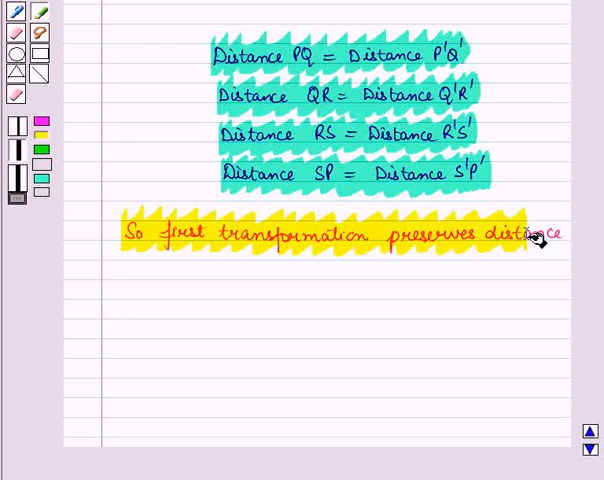 Distance PQ = Distance P'Q'
Distance QR = Distance Q'R'
Distance RS = Distance R'S'
Distance SP = Distance S'P'
So first transformation preserves distance